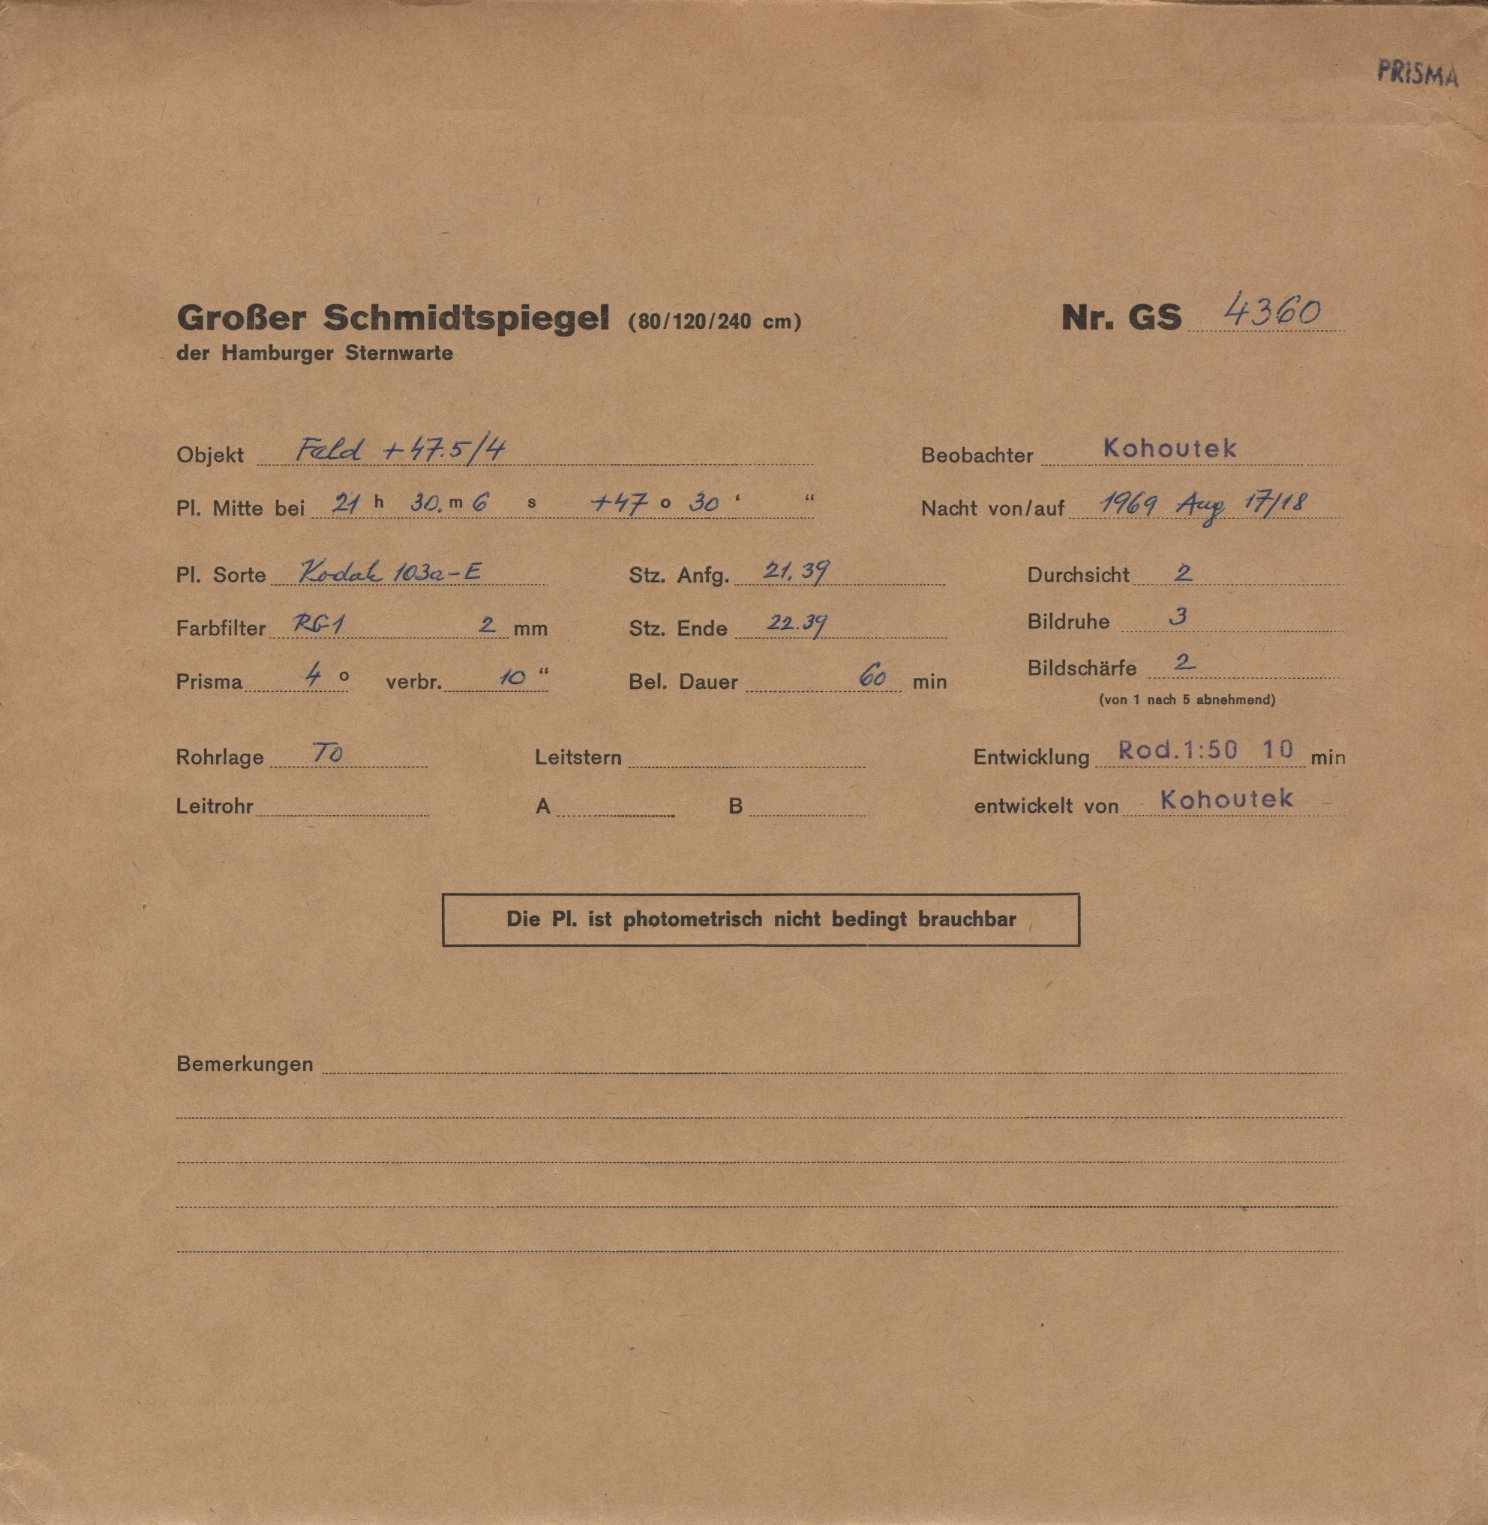 PRISMA
Großer Schmidtspiegel (80/120/240 cm) Nr. GS 4360
der Hamburger Sternwarte
Objekt Feld +47.5/4 Beobachter Kohoutek
Pl. Mitte bei 21 h 30. m 6 s +47 o 30 ‘ “ Nacht von/auf 1969 Aug 17/18
Pl. Sorte Kodak 103a-E Stz. Anfg. 21.39 Durchsicht 2
Farbfilter RG1 2 mm Stz. Ende 22.39 Bildruhe 3
Prisma 4 o verbr. 10 “ Bel. Dauer 60 min Bildschärfe 2
(von 1 nach 5 abnehmend)
Rohrlage TO Leitstern Entwicklung Rod.1:50 10 min
Leitrohr A B entwickelt von Kohoutek
Die Pl. ist photometrisch nicht bedingt brauchbar
Bemerkungen